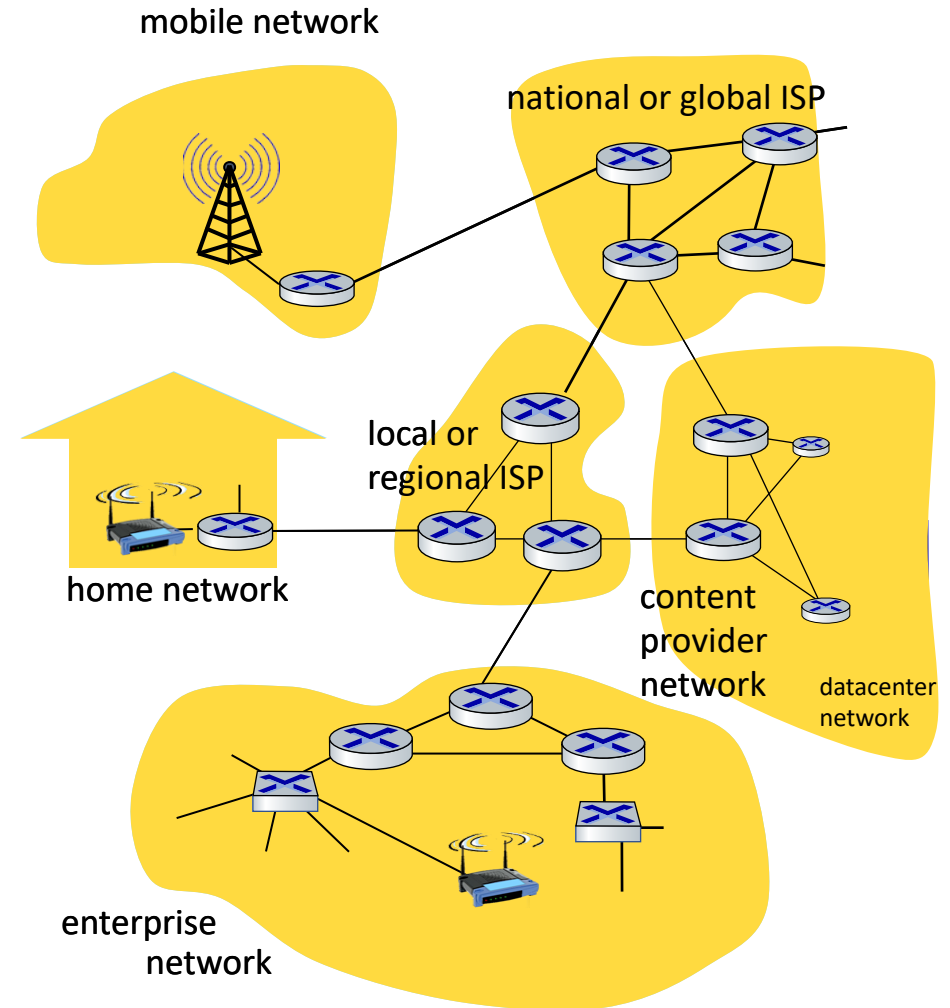 mobile network
national or global ISP
local or
regional ISP
home network
content
provider
network
datacenter
network
enterprise
network